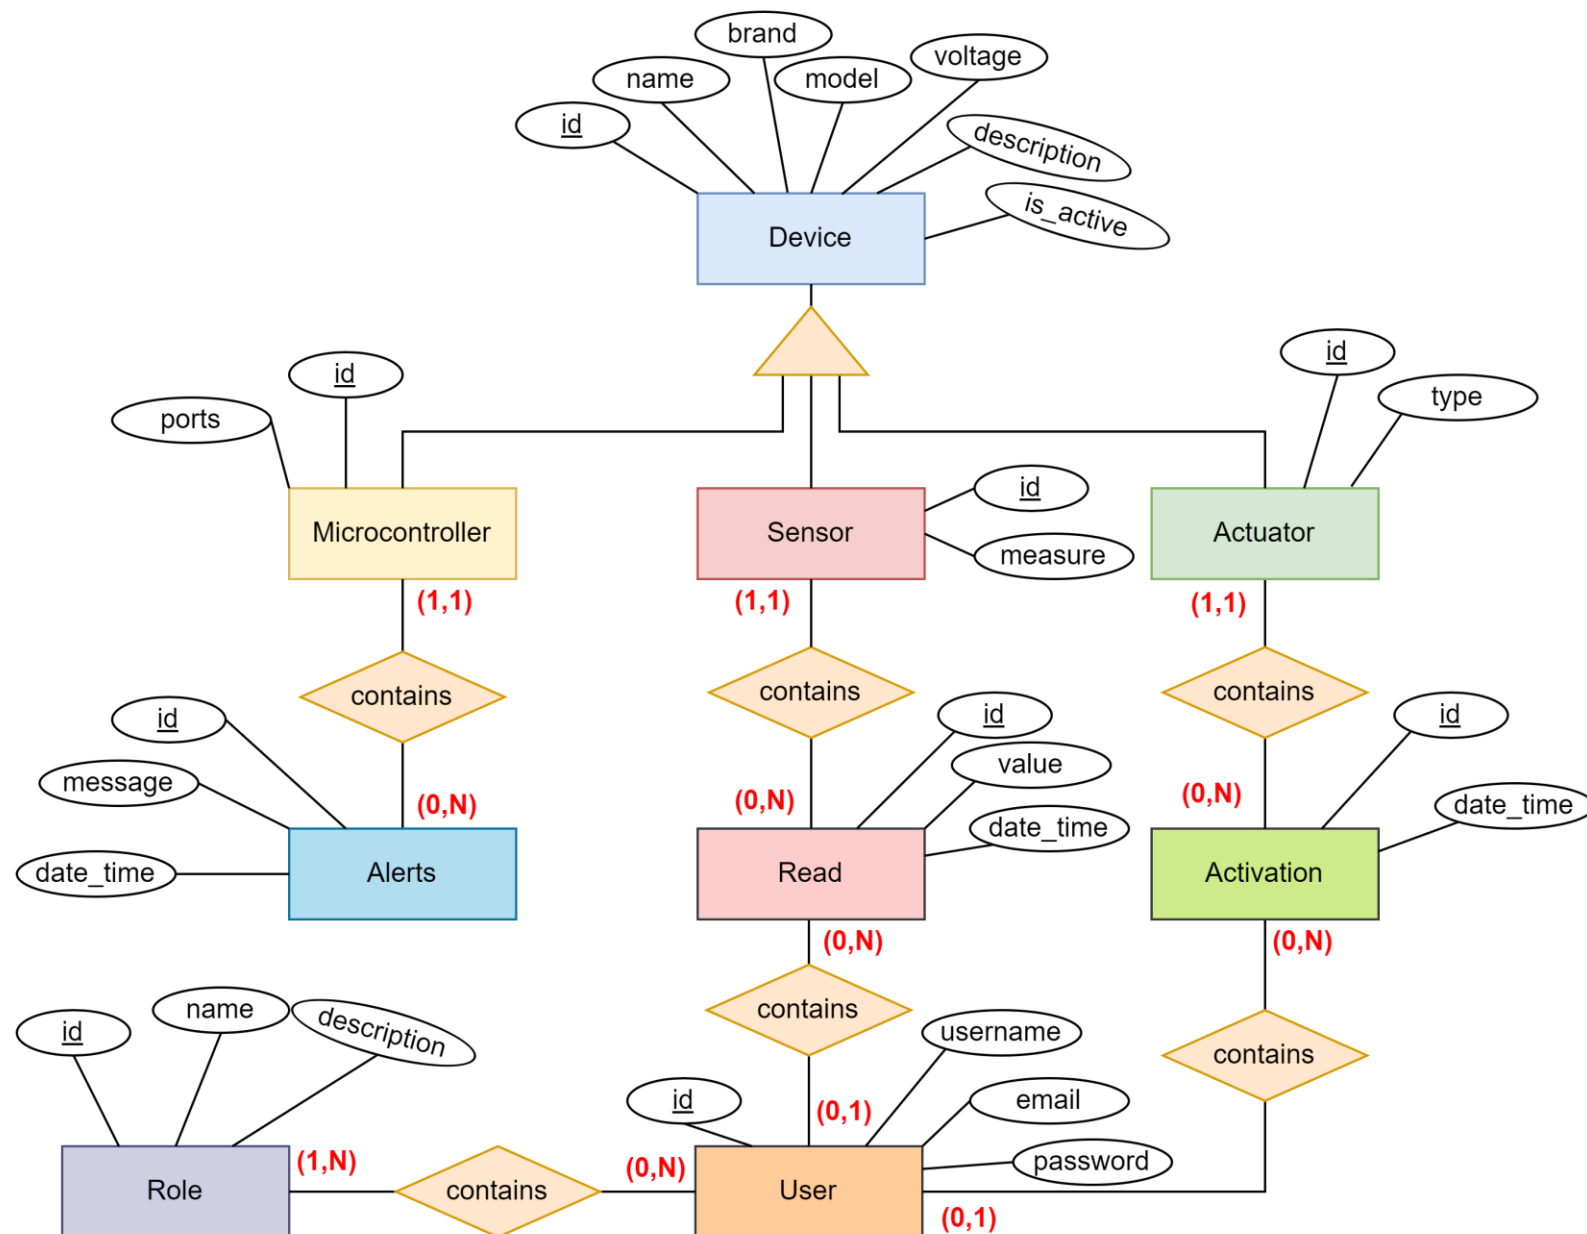 brand
voltage
name
model
id
description
is_active
Device
id
id
ports
type
id
Microcontroller
Sensor
Actuator
measure
(1,1)
(1,1)
(1,1)
contains
contains
contains
id
id
id
message
value
(0,N)
(0,N)
(0,N)
date_time
date_time
date_time
Alerts
Read
Activation
(0,N)
(0,N)
name
contains
id
description
username
contains
id
email
(0,1)
(1,N)
(0,N)
password
Role
contains
User
(0,1)